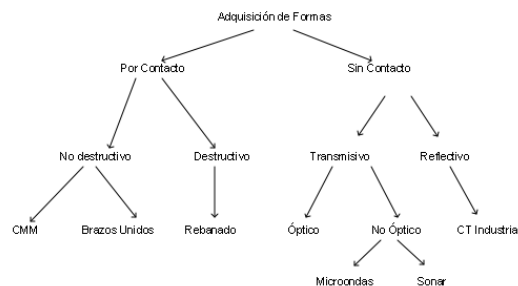 Adquisición de Formas
Por Contacto
Sin Contacto
No destructivo
Destructivo
Transmisivo
Reflectivo
CMM
Brazos Unidos
Rebanado
Óptico
No Óptico
CT Industria
Microondas
Sonar